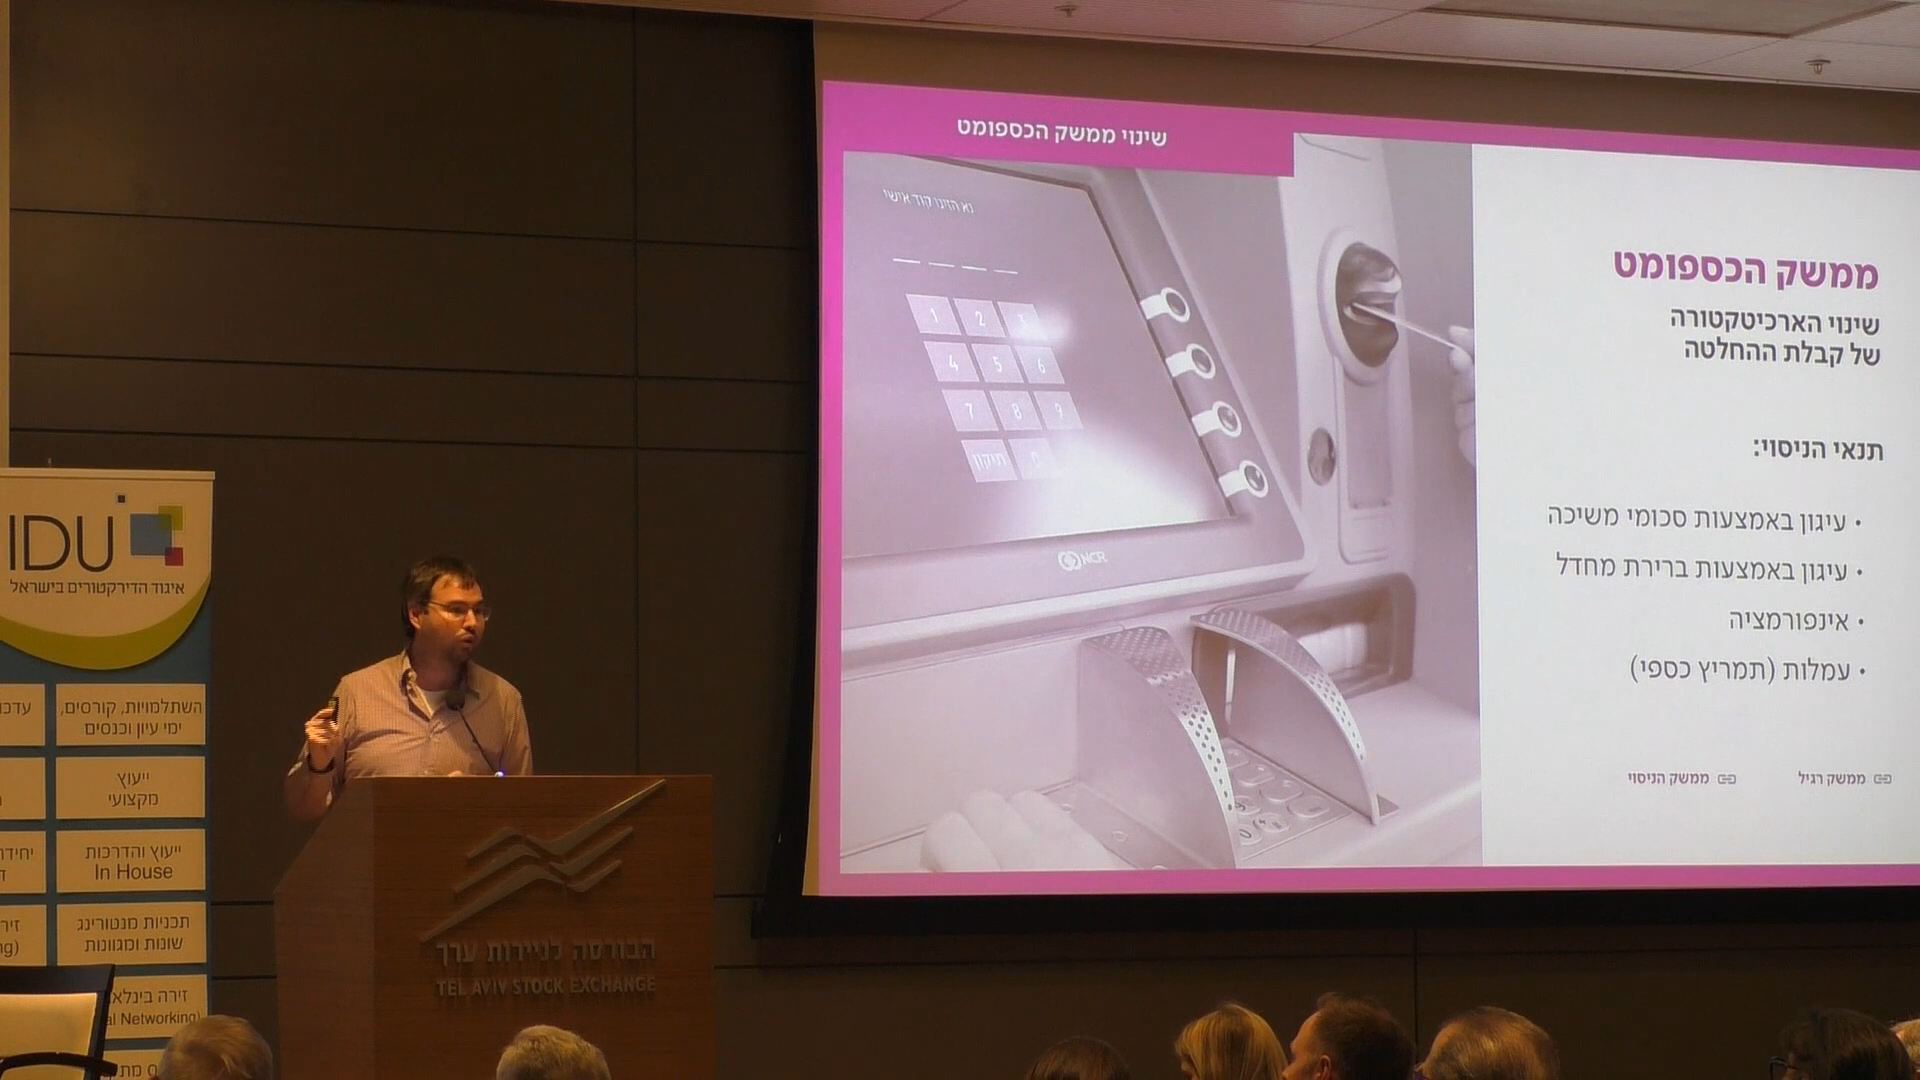 שינוי ממשק הכספומט
נא הזינו קוד אישי
1 2
4 5 6
7 8 9
תיקון 0
NCR
ממשק הכספומט
שינוי הארכיטקטורה
של קבלת ההחלטה
תנאי הניסוי:
• עיגון באמצעות סכומי משיכה
• עיגון באמצעות ברירת מחדל
• אינפורמציה
• עמלות (תמריץ כספי)
ממשק רגיל
ממשק הניסוי
IDU
איגוד הדירקטורים בישראל
השתלמויות, קורסים,
ימי עיון וכנסים
ייעוץ
מקצועי
ייעוץ והדרכות
In House
תכניות מנטורינג
שונות ומגוונות
הבורסה לניירות ערך
TEL AVIV STOCK EXCHANGE
זירה
Networking)